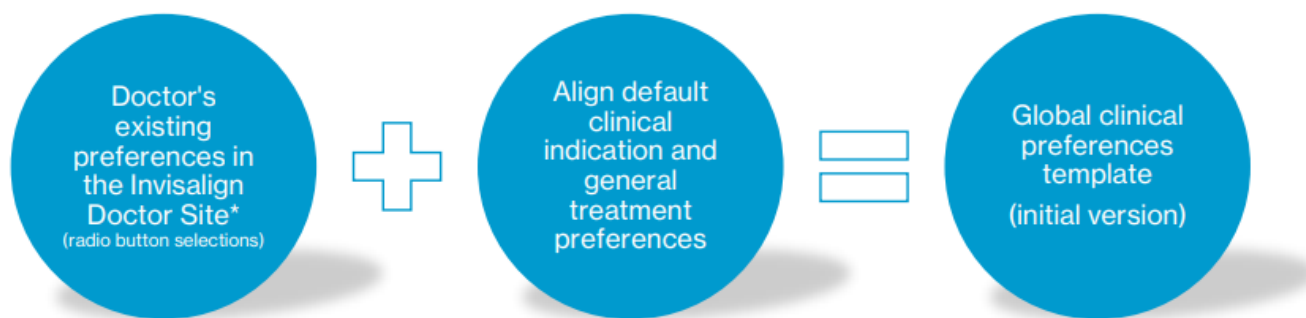 Doctor's
existing
preferences in
the Invisalign
Doctor Site*
(radio button selections)
Align default
clinical
indication and
general
treatment
preferences
Global clinical
preferences
template
(initial version)